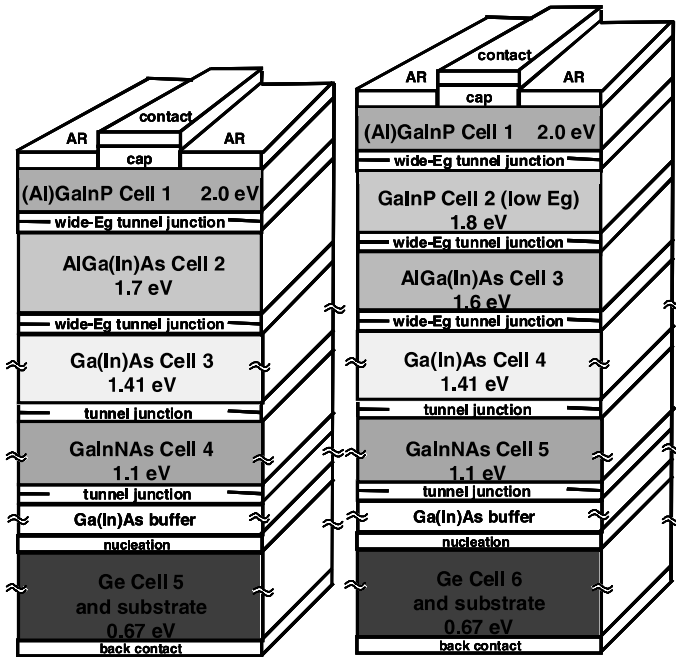 contact
AR
AR
cap
(Al)GaInP Cell 1 2.0 eV
wide-Eg tunnel junction
AlGa(In)As Cell 2
1.7 eV
wide-Eg tunnel junction
Ga(In)As Cell 3
1.41 eV
tunnel junction
GaInNAs Cell 4
1.1 eV
tunnel junction
Ga(In)As buffer
nucleation
Ge Cell 5
and substrate
0.67 eV
back contact
contact
AR
AR
cap
(Al)GaInP Cell 1 2.0 eV
wide-Eg tunnel junction
GaInP Cell 2 (low Eg)
1.8 eV
wide-Eg tunnel junction
AlGa(In)As Cell 3
1.6 eV
wide-Eg tunnel junction
Ga(In)As Cell 4
1.41 eV
tunnel junction
GaInNAs Cell 5
1.1 eV
tunnel junction
Ga(In)As buffer
nucleation
Ge Cell 6
and substrate
0.67 eV
back contact